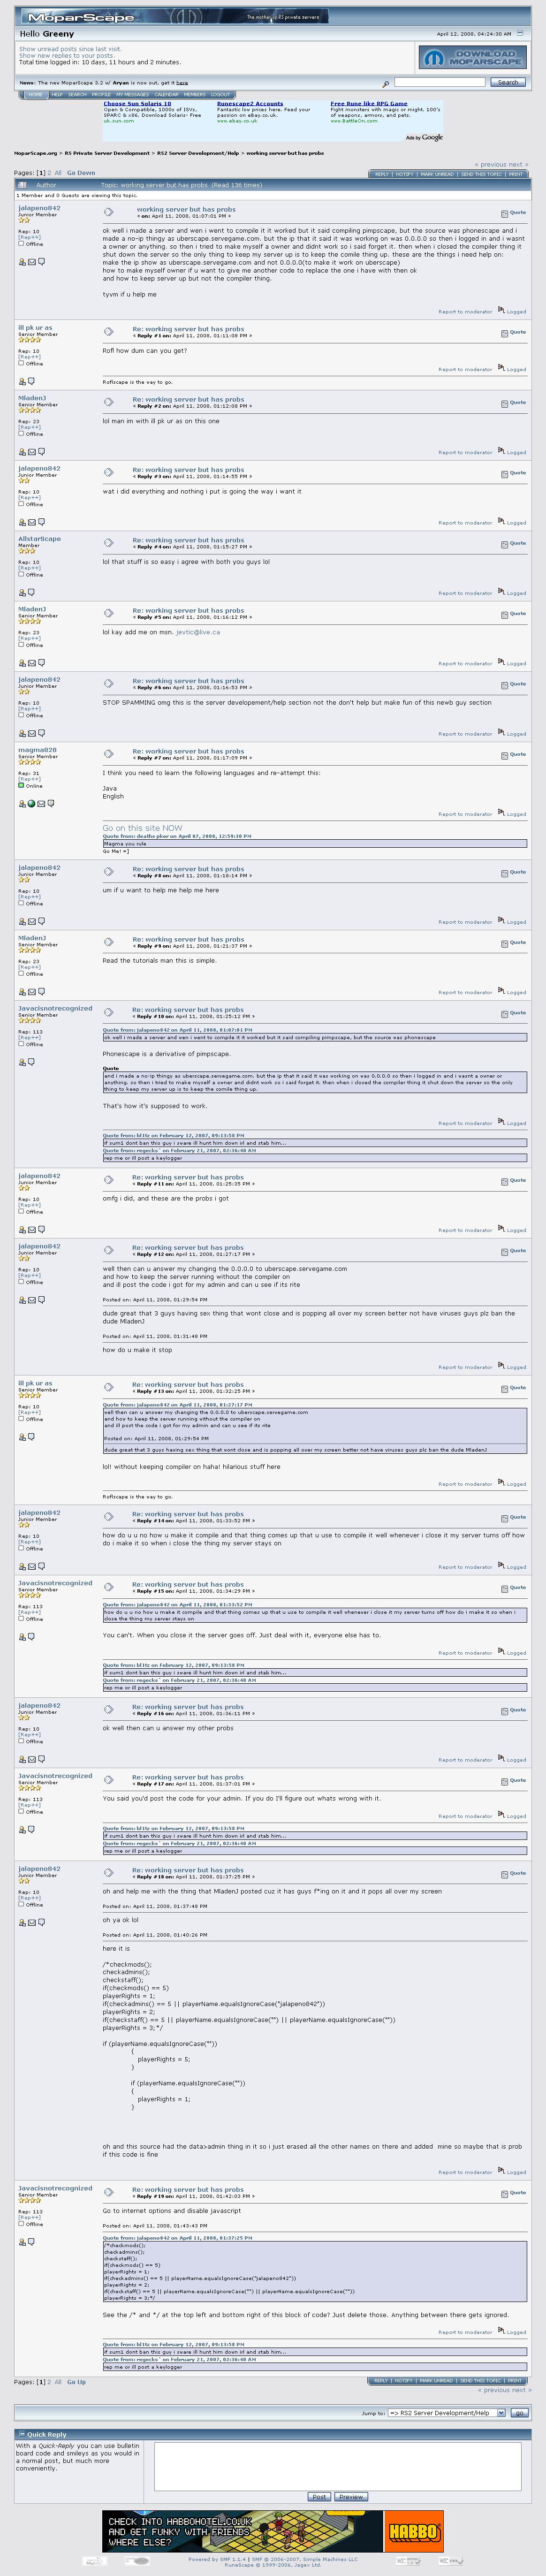 MoparScape
The mother of RS private servers
Hello Greeny
April 12, 2008, 04:24:30 AM
Show unread posts since last visit.
Show new replies to your posts.
Total time logged in: 10 days, 11 hours and 2 minutes.
DOWNLOAD MOPARSCAPE
News: The new MoparScape 3.2 w/ Aryan is now out, get it here
Search
HOME HELP SEARCH PROFILE MY MESSAGES CALENDAR MEMBERS LOGOUT
Choose Sun Solaris 10
Open & Compatible, 1000s of ISVs, SPARC & x86. Download Solaris- Free
uk.sun.com
Runescape2 Accounts
Fantastic low prices here. Feed your passion on ebay.co.uk.
www.ebay.co.uk
Free Rune like RPG Game
Fight monsters with magic or might. 100's of weapons, armors, and pets.
www.BattleOn.com
Ads by Google
MoparScape.org > RS Private Server Development > RS2 Server Development/Help > working server but has probs
« previous next »
Pages: [1] 2 All Go Down
REPLY | NOTIFY | MARK UNREAD | SEND THIS TOPIC | PRINT
Author Topic: working server but has probs (Read 136 times)
1 Member and 0 Guests are viewing this topic.
jalapeno842
Junior Member
Rep: 10
[Rep++]
Offline
working server but has probs
« on: April 11, 2008, 01:07:01 PM »
Quote
ok well i made a server and wen i went to compile it it worked but it said compileing pimpscape, but the source was phonescape and i
made a no-ip thingy as uberscape.servegame.com. but the ip that it said it was working on was 0.0.0.0 so then i logged in and i wasnt
a owner or anything. so then i tried to make myself a owner and didnt work so i said forget it. then when i closed the compiler thing it
shut down the server so the only thing to keep my server up is to keep the comile thing up. these are the things i need help on:
make the ip show as uberscape.servegame.com and not 0.0.0.0(to make it work on uberscape)
how to make myself owner if u want to help me with this i will give u me another code to replace the one i have with then ok
and how to keep server up but not the compiler thing.
tyvm if u help me
Report to moderator Logged
ill pk ur as
Senior Member
Rep: 10
[Rep++]
Offline
Re: working server but has probs
« Reply #1 on: April 11, 2008, 01:11:08 PM »
Quote
Rofl how dum can you get?
Report to moderator Logged
Roflscape is the way to go.
MladenJ
Senior Member
Rep: 23
[Rep++]
Offline
Re: working server but has probs
« Reply #2 on: April 11, 2008, 01:12:08 PM »
Quote
lol man im with ill pk ur as on this one
Report to moderator Logged
jalapeno842
Junior Member
Rep: 10
[Rep++]
Offline
Re: working server but has probs
« Reply #3 on: April 11, 2008, 01:14:55 PM »
Quote
wat i did everything and nothing i put is going the way i want it
Report to moderator Logged
AllstarScape
Member
Rep: 10
[Rep++]
Offline
Re: working server but has probs
« Reply #4 on: April 11, 2008, 01:15:27 PM »
Quote
lol that stuff is so easy i agree with both you guys lol
Report to moderator Logged
MladenJ
Senior Member
Rep: 23
[Rep++]
Offline
Re: working server but has probs
« Reply #5 on: April 11, 2008, 01:16:12 PM »
Quote
lol kay add me on msn. jevtic@live.ca
Report to moderator Logged
jalapeno842
Junior Member
Rep: 10
[Rep++]
Offline
Re: working server but has probs
« Reply #6 on: April 11, 2008, 01:16:53 PM »
Quote
STOP SPAMMING omg this is the server developement/help section not the don't help but make fun of this newb guy section
Report to moderator Logged
magma828
Senior Member
Rep: 31
[Rep++]
Online
Re: working server but has probs
« Reply #7 on: April 11, 2008, 01:17:09 PM »
Quote
I think you need to learn the following languages and re-attempt this:
Java
English
Report to moderator Logged
Go on this site NOW
Quote from: deaths pker on April 07, 2008, 12:59:30 PM
Magma you rule
Go Me! =]
jalapeno842
Junior Member
Rep: 10
[Rep++]
Offline
Re: working server but has probs
« Reply #8 on: April 11, 2008, 01:18:14 PM »
Quote
um if u want to help me help me here
Report to moderator Logged
MladenJ
Senior Member
Rep: 23
[Rep++]
Offline
Re: working server but has probs
« Reply #9 on: April 11, 2008, 01:21:37 PM »
Quote
Read the tutorials man this is simple.
Report to moderator Logged
Javacisnotrecognized
Senior Member
Rep: 113
[Rep++]
Offline
Re: working server but has probs
« Reply #10 on: April 11, 2008, 01:25:12 PM »
Quote
Quote from: jalapeno842 on April 11, 2008, 01:07:01 PM
ok well i made a server and wen i went to compile it it worked but it said compileing pimpscape, but the source was phonescape
Phonescape is a derivative of pimpscape.
Quote
and i made a no-ip thingy as uberscape.servegame.com. but the ip that it said it was working on was 0.0.0.0 so then i logged in and i wasnt a owner or
anything. so then i tried to make myself a owner and didnt work so i said forget it. then when i closed the compiler thing it shut down the server so the only
thing to keep my server up is to keep the comile thing up.
That's how it's supposed to work.
Report to moderator Logged
Quote from: bl1tz on February 12, 2007, 09:13:58 PM
if sum1 dont ban this guy i sware ill hunt him down irl and stab him...
Quote from: regecks` on February 21, 2007, 02:36:40 AM
rep me or ill post a keylogger
jalapeno842
Junior Member
Rep: 10
[Rep++]
Offline
Re: working server but has probs
« Reply #11 on: April 11, 2008, 01:25:35 PM »
Quote
omfg i did, and these are the probs i got
Report to moderator Logged
jalapeno842
Junior Member
Rep: 10
[Rep++]
Offline
Re: working server but has probs
« Reply #12 on: April 11, 2008, 01:27:17 PM »
Quote
well then can u answer my changing the 0.0.0.0 to uberscape.servegame.com
and how to keep the server running without the compiler on
and ill post the code i got for my admin and can u see if its rite
Posted on: April 11, 2008, 01:29:54 PM
dude great that 3 guys having sex thing that wont close and is popping all over my screen better not have viruses guys plz ban the
dude MladenJ
Posted on: April 11, 2008, 01:31:48 PM
how do u make it stop
Report to moderator Logged
ill pk ur as
Senior Member
Rep: 10
[Rep++]
Offline
Re: working server but has probs
« Reply #13 on: April 11, 2008, 01:32:25 PM »
Quote
Quote from: jalapeno842 on April 11, 2008, 01:27:17 PM
well then can u answer my changing the 0.0.0.0 to uberscape.servegame.com
and how to keep the server running without the compiler on
and ill post the code i got for my admin and can u see if its rite
Posted on: April 11, 2008, 01:29:54 PM
dude great that 3 guys having sex thing that wont close and is popping all over my screen better not have viruses guys plz ban the dude MladenJ
lol! without keeping compiler on haha! hilarious stuff here
Report to moderator Logged
Roflscape is the way to go.
jalapeno842
Junior Member
Rep: 10
[Rep++]
Offline
Re: working server but has probs
« Reply #14 on: April 11, 2008, 01:33:52 PM »
Quote
how do u u no how u make it compile and that thing comes up that u use to compile it well whenever i close it my server turns off how
do i make it so when i close the thing my server stays on
Report to moderator Logged
Javacisnotrecognized
Senior Member
Rep: 113
[Rep++]
Offline
Re: working server but has probs
« Reply #15 on: April 11, 2008, 01:34:29 PM »
Quote
Quote from: jalapeno842 on April 11, 2008, 01:33:52 PM
how do u u no how u make it compile and that thing comes up that u use to compile it well whenever i close it my server turns off how do i make it so when i
close the thing my server stays on
You can't. When you close it the server goes off. Just deal with it, everyone else has to.
Report to moderator Logged
Quote from: bl1tz on February 12, 2007, 09:13:58 PM
if sum1 dont ban this guy i sware ill hunt him down irl and stab him...
Quote from: regecks` on February 21, 2007, 02:36:40 AM
rep me or ill post a keylogger
jalapeno842
Junior Member
Rep: 10
[Rep++]
Offline
Re: working server but has probs
« Reply #16 on: April 11, 2008, 01:36:11 PM »
Quote
ok well then can u answer my other probs
Report to moderator Logged
Javacisnotrecognized
Senior Member
Rep: 113
[Rep++]
Offline
Re: working server but has probs
« Reply #17 on: April 11, 2008, 01:37:01 PM »
Quote
You said you'd post the code for your admin. If you do I'll figure out whats wrong with it.
Report to moderator Logged
Quote from: bl1tz on February 12, 2007, 09:13:58 PM
if sum1 dont ban this guy i sware ill hunt him down irl and stab him...
Quote from: regecks` on February 21, 2007, 02:36:40 AM
rep me or ill post a keylogger
jalapeno842
Junior Member
Rep: 10
[Rep++]
Offline
Re: working server but has probs
« Reply #18 on: April 11, 2008, 01:37:25 PM »
Quote
oh and help me with the thing that MladenJ posted cuz it has guys f*ing on it and it pops all over my screen
Posted on: April 11, 2008, 01:37:48 PM
oh ya ok lol
Posted on: April 11, 2008, 01:40:26 PM
here it is
/*checkmods();
checkadmins();
checkstaff();
if(checkmods() == 5)
playerRights = 1;
if(checkadmins() == 5 || playerName.equalsIgnoreCase("jalapeno842"))
playerRights = 2;
if(checkstaff() == 5 || playerName.equalsIgnoreCase("") || playerName.equalsIgnoreCase(""))
playerRights = 3;*/
if (playerName.equalsIgnoreCase(""))
{
playerRights = 5;
}
if (playerName.equalsIgnoreCase(""))
{
playerRights = 1;
}
oh and this source had the data>admin thing in it so i just erased all the other names on there and added mine so maybe that is prob
if this code is fine
Report to moderator Logged
Javacisnotrecognized
Senior Member
Rep: 113
[Rep++]
Offline
Re: working server but has probs
« Reply #19 on: April 11, 2008, 01:42:03 PM »
Quote
Go to internet options and disable javascript
Posted on: April 11, 2008, 01:43:43 PM
Quote from: jalapeno842 on April 11, 2008, 01:37:25 PM
/*checkmods();
checkadmins();
checkstaff();
if(checkmods() == 5)
playerRights = 1;
if(checkadmins() == 5 || playerName.equalsIgnoreCase("jalapeno842"))
playerRights = 2;
if(checkstaff() == 5 || playerName.equalsIgnoreCase("") || playerName.equalsIgnoreCase(""))
playerRights = 3;*/
See the /* and */ at the top left and bottom right of this block of code? Just delete those. Anything between there gets ignored.
Report to moderator Logged
Quote from: bl1tz on February 12, 2007, 09:13:58 PM
if sum1 dont ban this guy i sware ill hunt him down irl and stab him...
Quote from: regecks` on February 21, 2007, 02:36:40 AM
rep me or ill post a keylogger
Pages: [1] 2 All Go Up
REPLY | NOTIFY | MARK UNREAD | SEND THIS TOPIC | PRINT
« previous next »
Jump to: => RS2 Server Development/Help go
Quick Reply
With a Quick-Reply you can use bulletin board code and smileys as you would in a normal post, but much more conveniently.
Post Preview
CHECK INTO HABBOHOTEL.CO.UK
AND GET FUNKY WITH FRIENDS
WHERE ELSE?
HABBO
Powered by SMF 1.1.4 | SMF © 2006-2007, Simple Machines LLC
RuneScape © 1999-2006, Jagex Ltd.